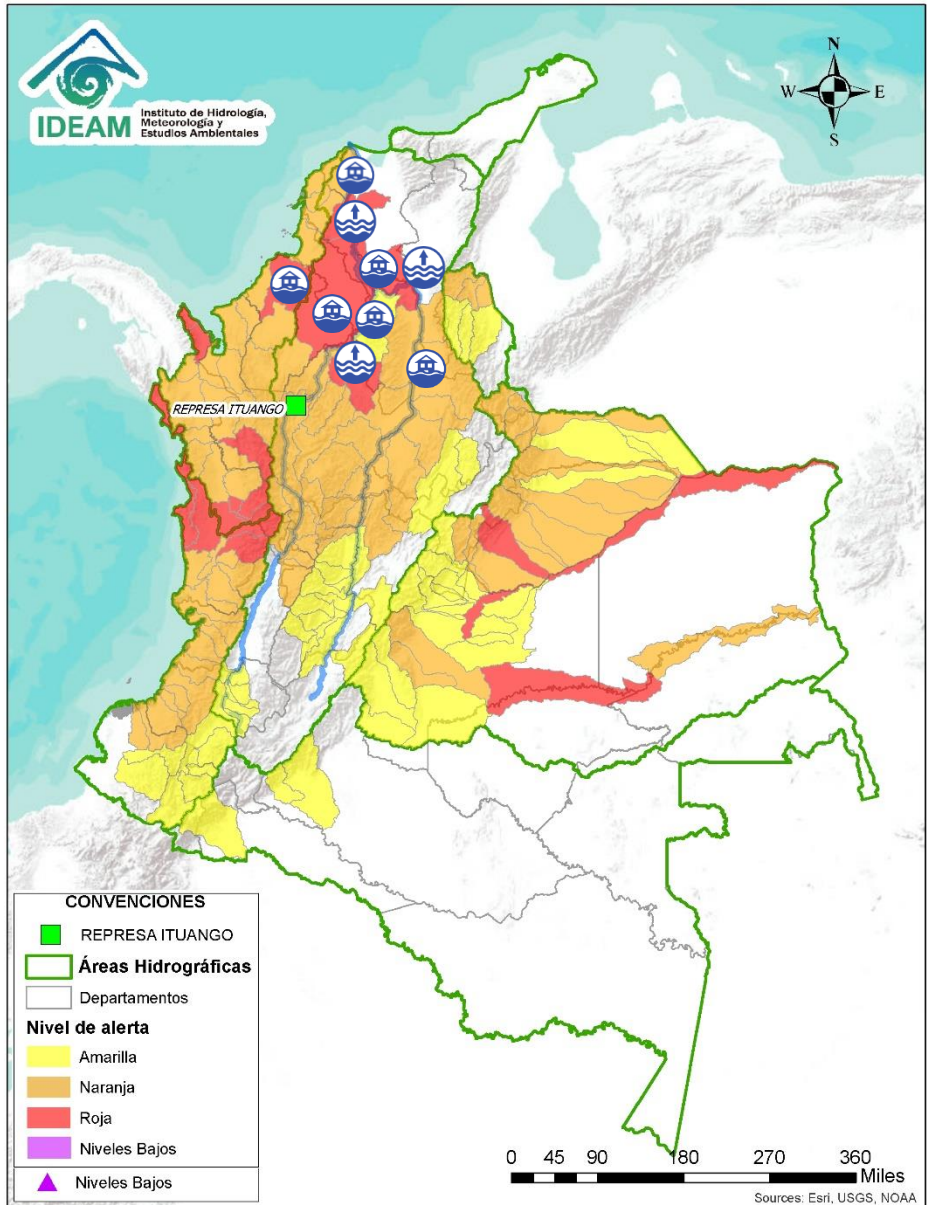 IDEAM
Instituto de Hidrología,
Meteorología y
Estudios Ambientales
N
W E
S
REPRESA ITUANGO
CONVENCIONES
REPRESA ITUANGO
Áreas Hidrográficas
Departamentos
Nivel de alerta
Amarilla
Naranja
Roja
Niveles Bajos
Niveles Bajos
0 45 90 180 270 360
Miles
Sources: Esri, USGS, NOAA